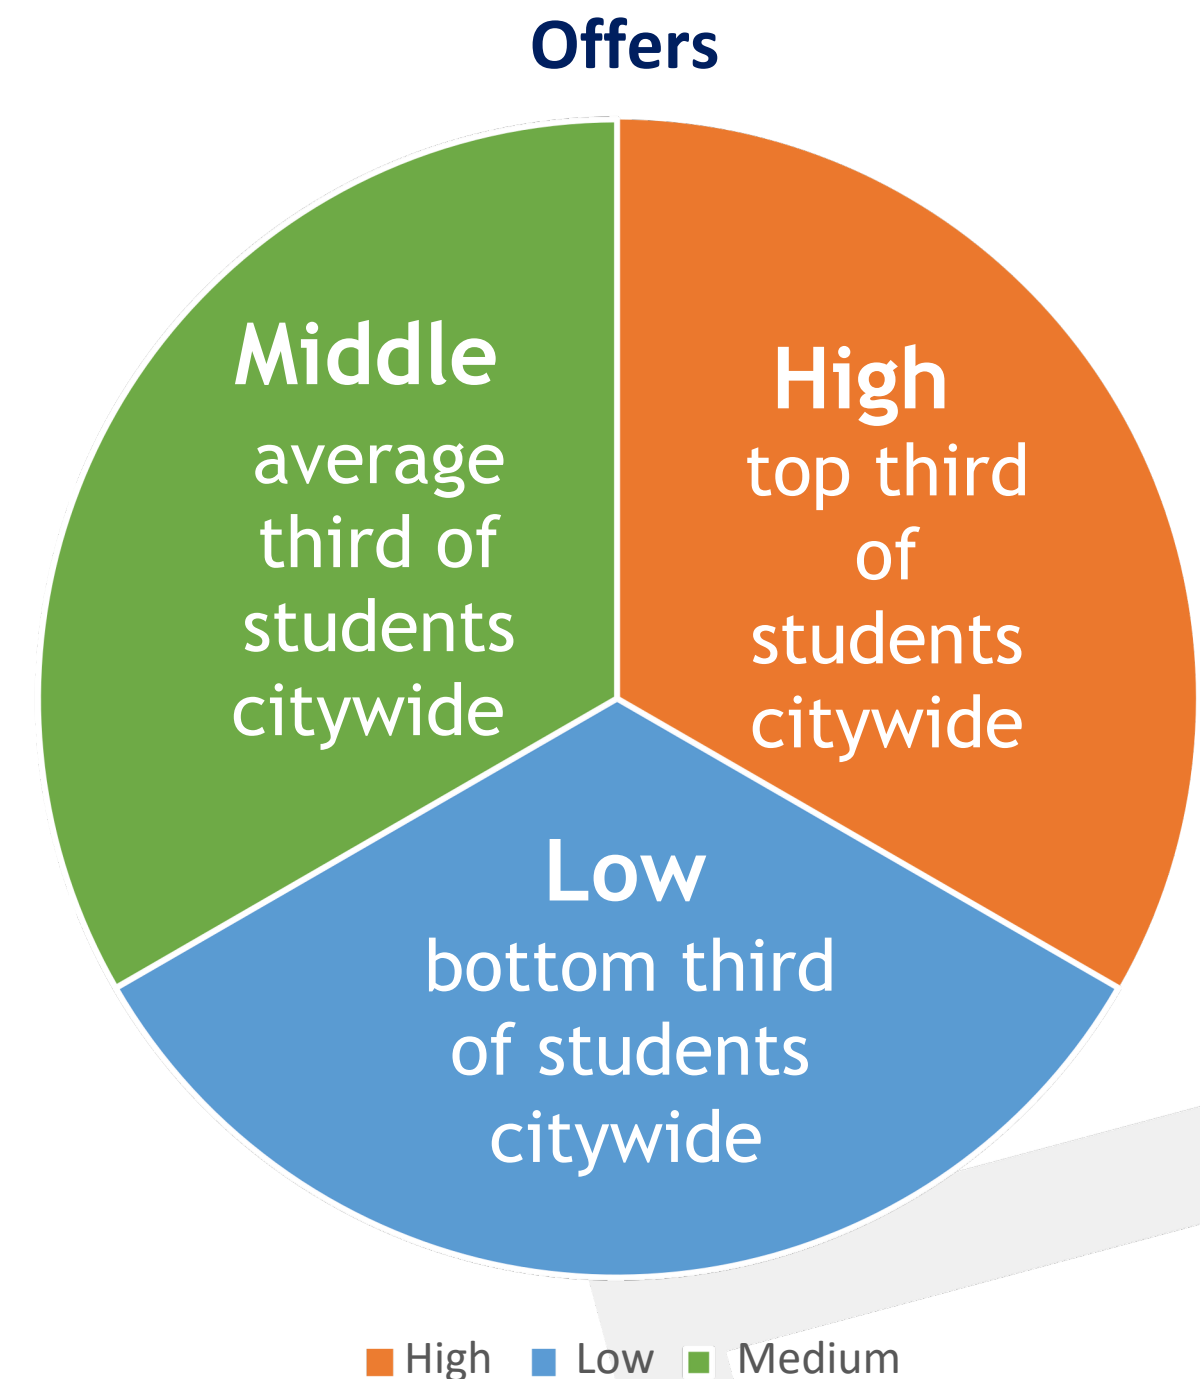 Offers
Middle
average
third of
students
citywide
High
top third
of
students
citywide
Low
bottom third
of students
citywide
High Low Medium